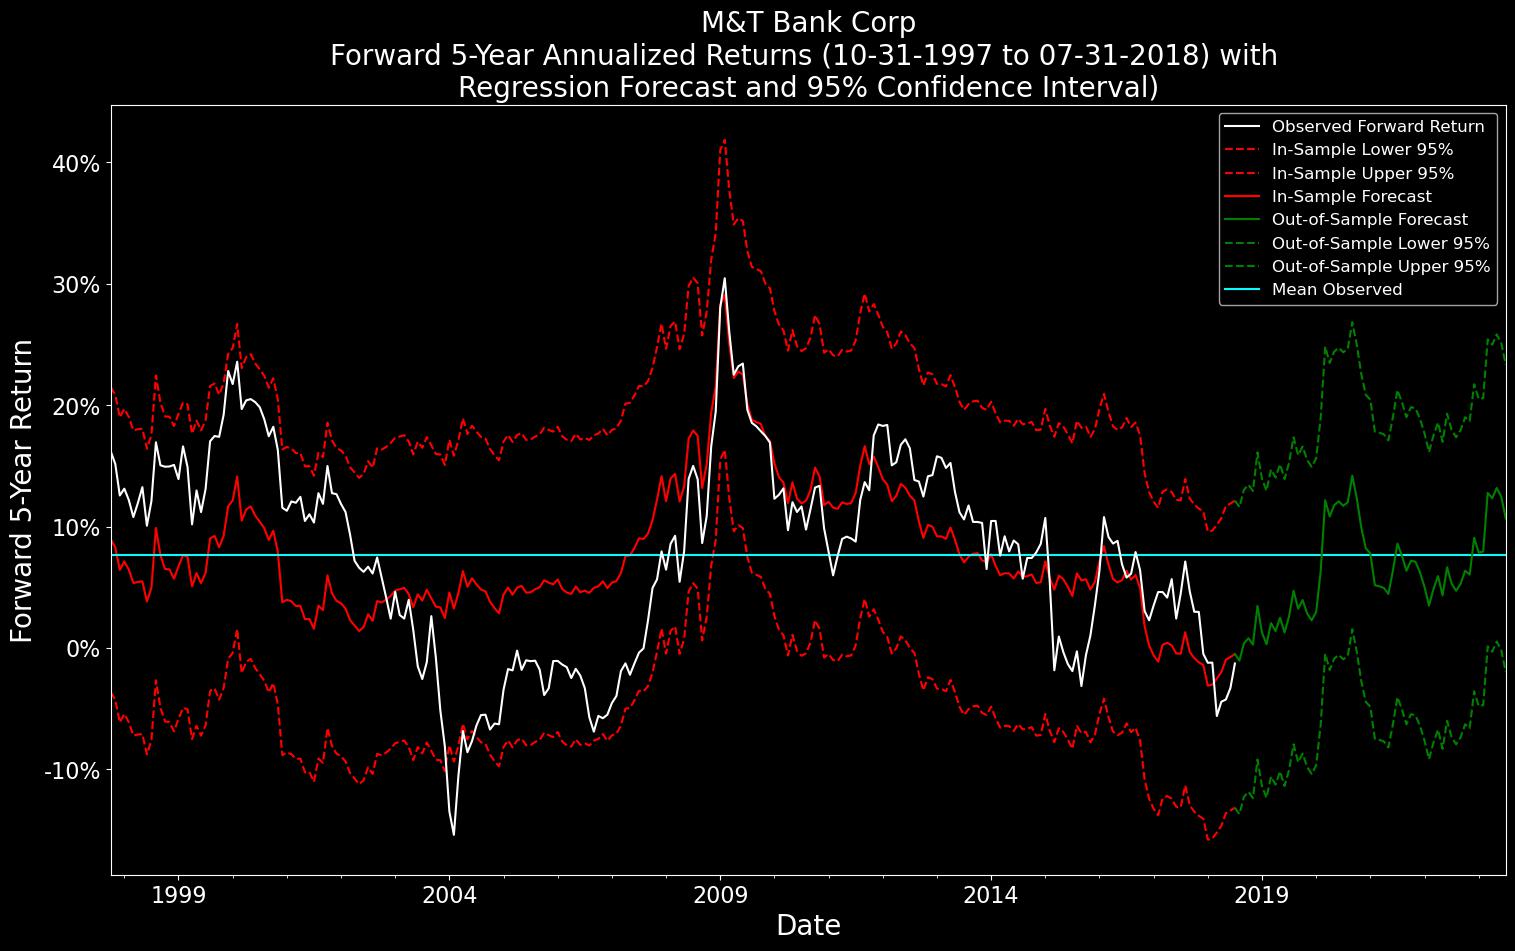 M&T Bank Corp
Forward 5-Year Annualized Returns (10-31-1997 to 07-31-2018) with
Regression Forecast and 95% Confidence Interval)
Observed Forward Return
In-Sample Lower 95%
In-Sample Upper 95%
In-Sample Forecast
Out-of-Sample Forecast
Out-of-Sample Lower 95%
Out-of-Sample Upper 95%
Mean Observed
Forward 5-Year Return
40%
30%
20%
10%
0%
-10%
1999
2004
2009
2014
2019
Date